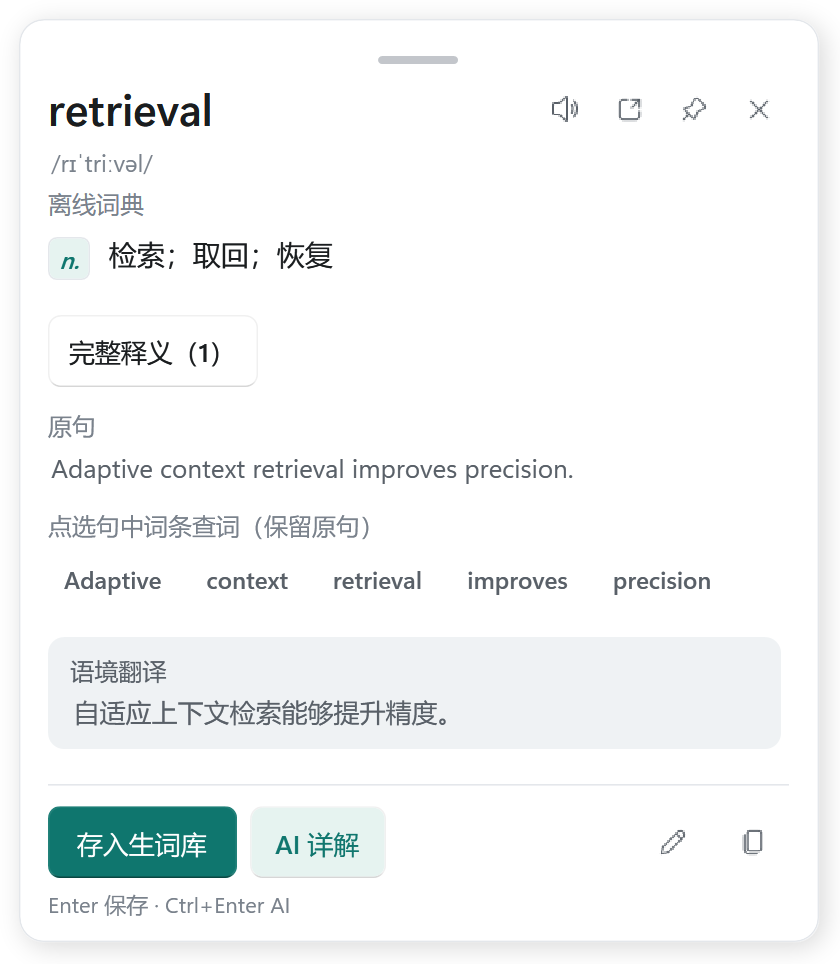 retrieval
/rɪˈtriːvəl/
离线词典
n. 检索；取回；恢复
完整释义（1）
原句
Adaptive context retrieval improves precision.
点选句中词条查词（保留原句）
Adaptive context retrieval improves precision
语境翻译
自适应上下文检索能够提升精度。
存入生词库 AI 详解
Enter 保存 · Ctrl+Enter AI